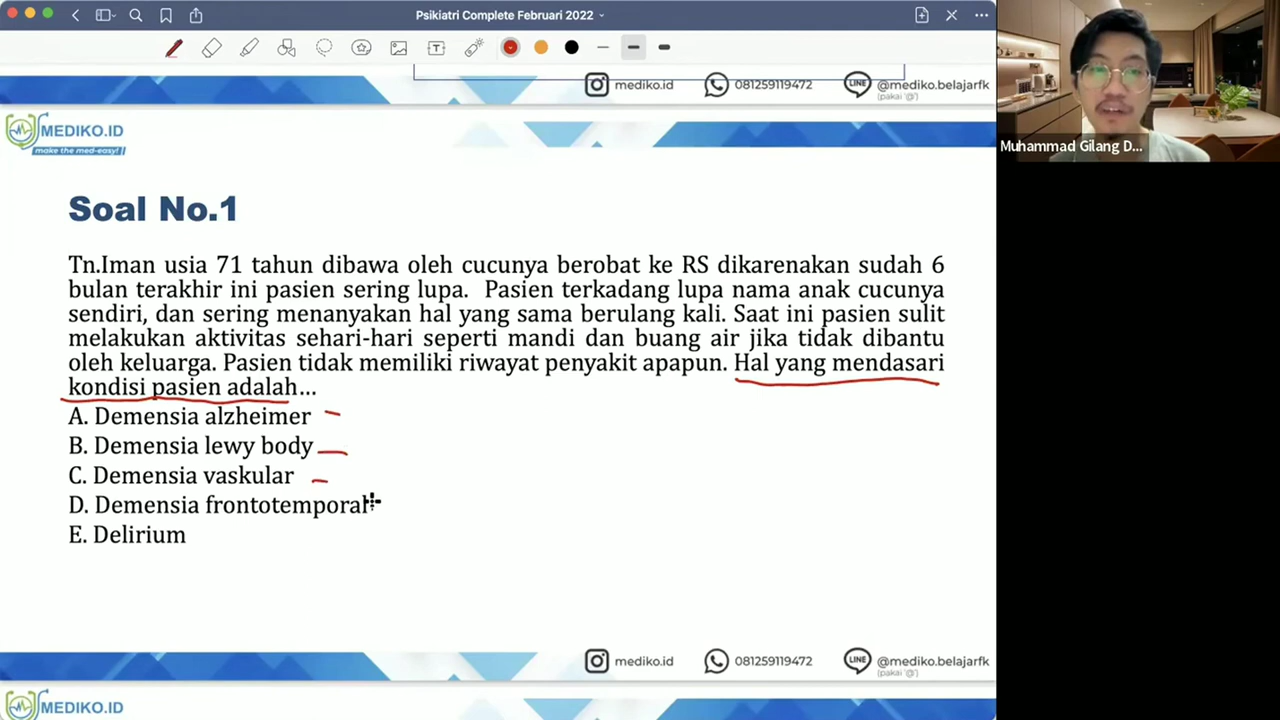 Psikiatri Complete Februari 2022
mediko.id
081259119472
LINE
@mediko.belajarfk
(pakai '@')
MEDIKO.ID
make the med-easy!
Muhammad Gilang D...
Soal No.1
Tn.Iman usia 71 tahun dibawa oleh cucunya berobat ke RS dikarenakan sudah 6
bulan terakhir ini pasien sering lupa. Pasien terkadang lupa nama anak cucunya
sendiri, dan sering menanyakan hal yang sama berulang kali. Saat ini pasien sulit
melakukan aktivitas sehari-hari seperti mandi dan buang air jika tidak dibantu
oleh keluarga. Pasien tidak memiliki riwayat penyakit apapun. Hal yang mendasari
kondisi pasien adalah...
A. Demensia alzheimer
B. Demensia lewy body
C. Demensia vaskular
D. Demensia frontotemporal
E. Delirium
mediko.id
081259119472
LINE
@mediko.belajarfk
(pakai '@')
MEDIKO.ID